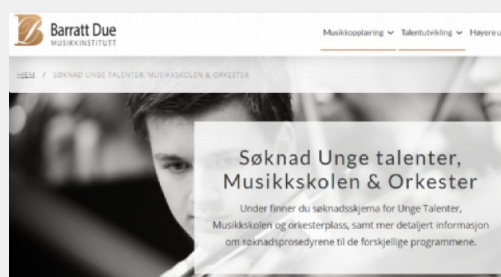 Barratt Due
MUSIKKINSTITUTT
Musikkopplæring
Talentutvikling
Høyere u
HJEM / SØKNAD UNGE TALENTER, MUSIKKSKOLEN & ORKESTER
Søknad Unge talenter,
Musikkskolen & Orkester
Under finner du søknadsskjema for Unge Talenter,
Musikkskolen og orkesterplass, samt mer detaljert informasjon
om søknadsprosedyrene til de forskjellige programmene.